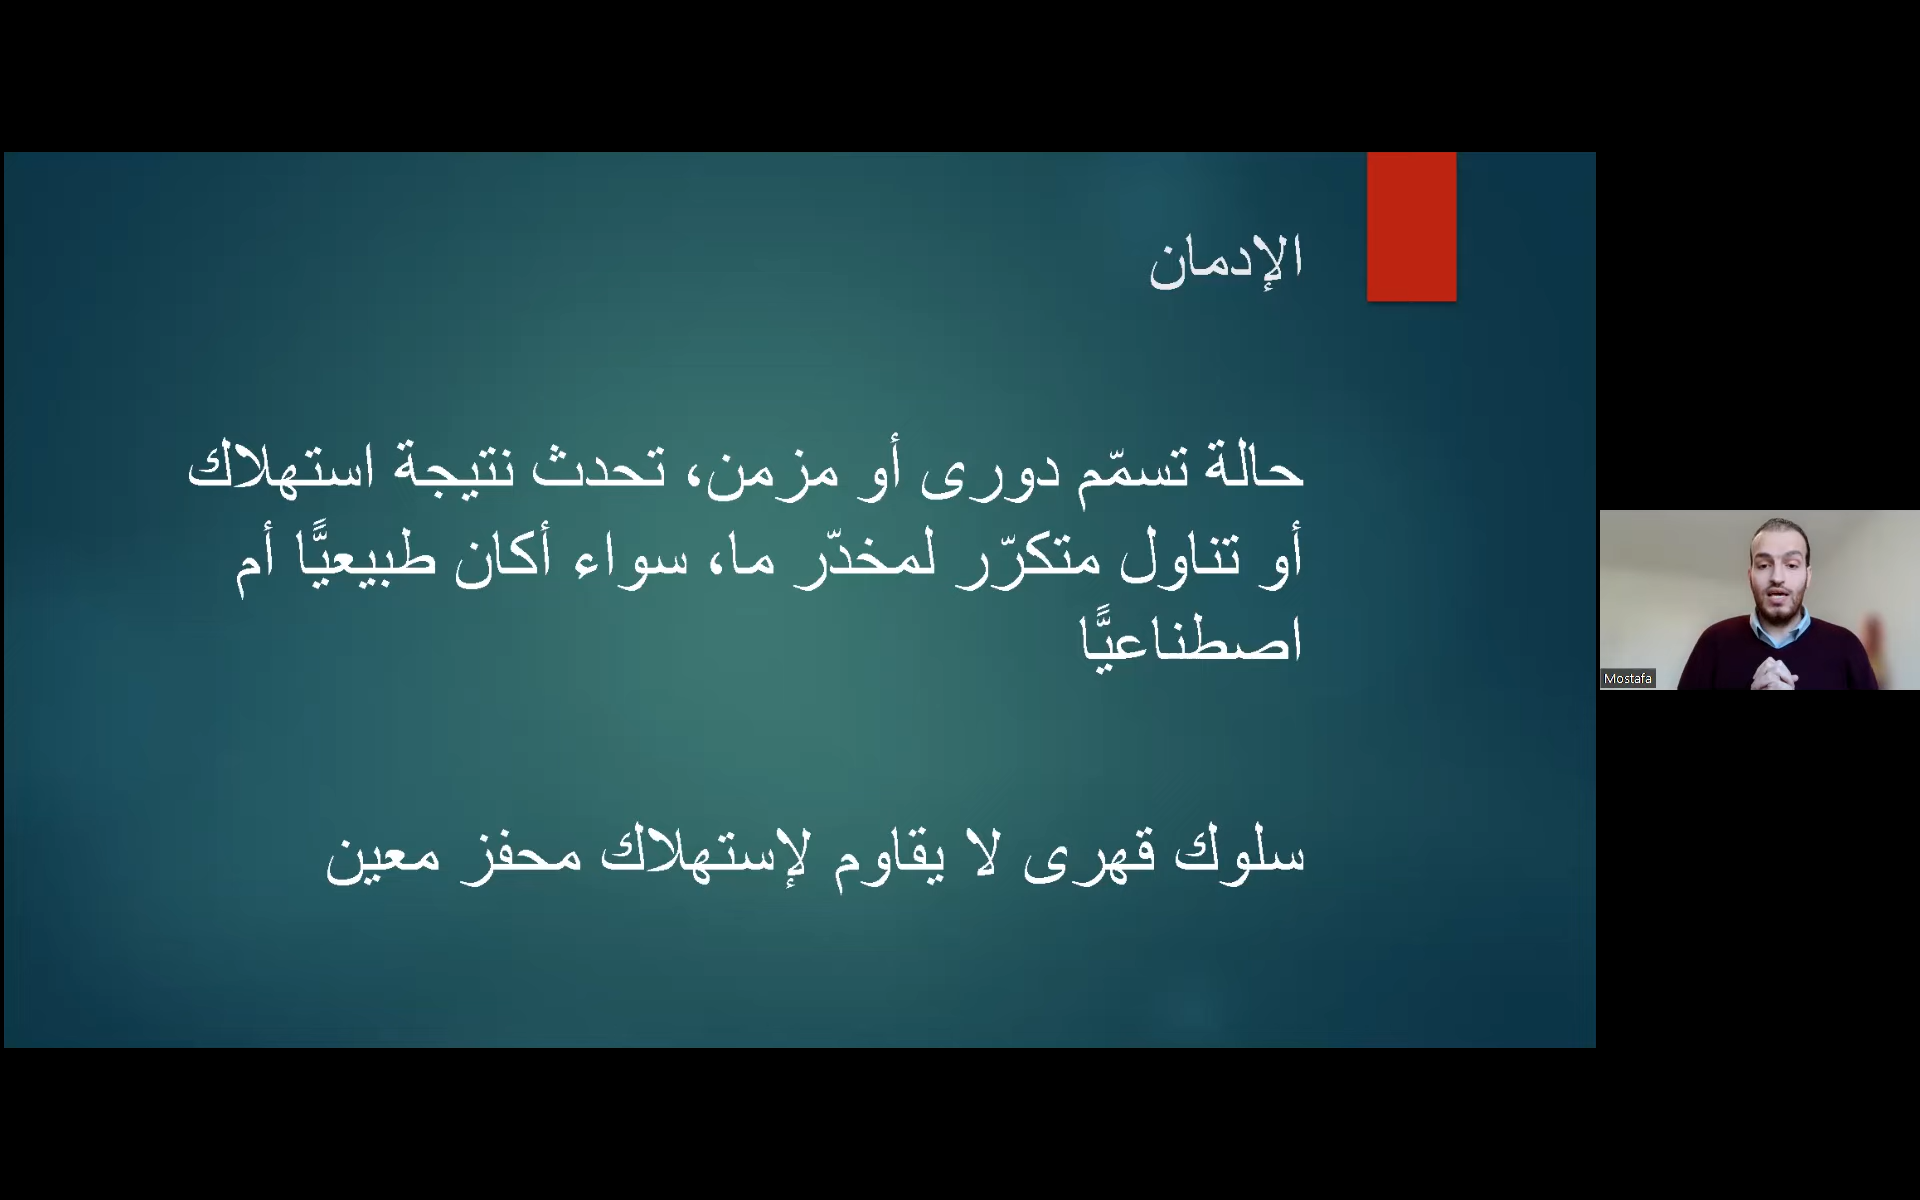 الإدمان
حالة تسمّم دورى أو مزمن، تحدث نتيجة استهلاك
أو تناول متكرّر لمخدّر ما، سواء أكان طبيعيًّا أم
اصطناعيًّا
سلوك قهرى لا يقاوم لإستهلاك محفز معين
Mostafa